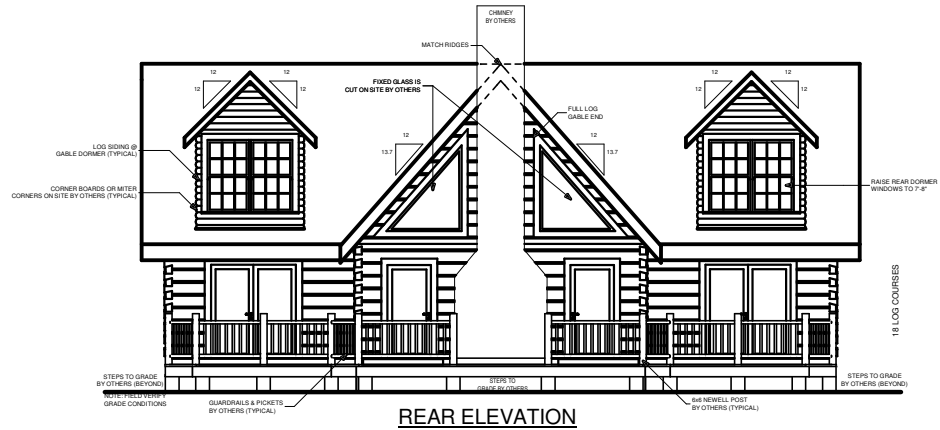 CHIMNEY
BY OTHERS
MATCH RIDGES
12
12
12
12
FIXED GLASS IS
CUT ON SITE BY OTHERS
12
12
12
12
FULL LOG
GABLE END
12
13.7
12
13.7
LOG SIDING @
GABLE DORMER (TYPICAL)
CORNER BOARDS OR MITER
CORNERS ON SITE BY OTHERS (TYPICAL)
RAISE REAR DORMER
WINDOWS TO 7'-8"
18 LOG COURSES
STEPS TO GRADE
BY OTHERS (BEYOND)
NOTE: FIELD VERIFY
GRADE CONDITIONS
GUARDRAILS & PICKETS
BY OTHERS (TYPICAL)
STEPS TO
GRADE BY OTHERS
6x6 NEWELL POST
BY OTHERS (TYPICAL)
STEPS TO GRADE
BY OTHERS (BEYOND)
REAR ELEVATION